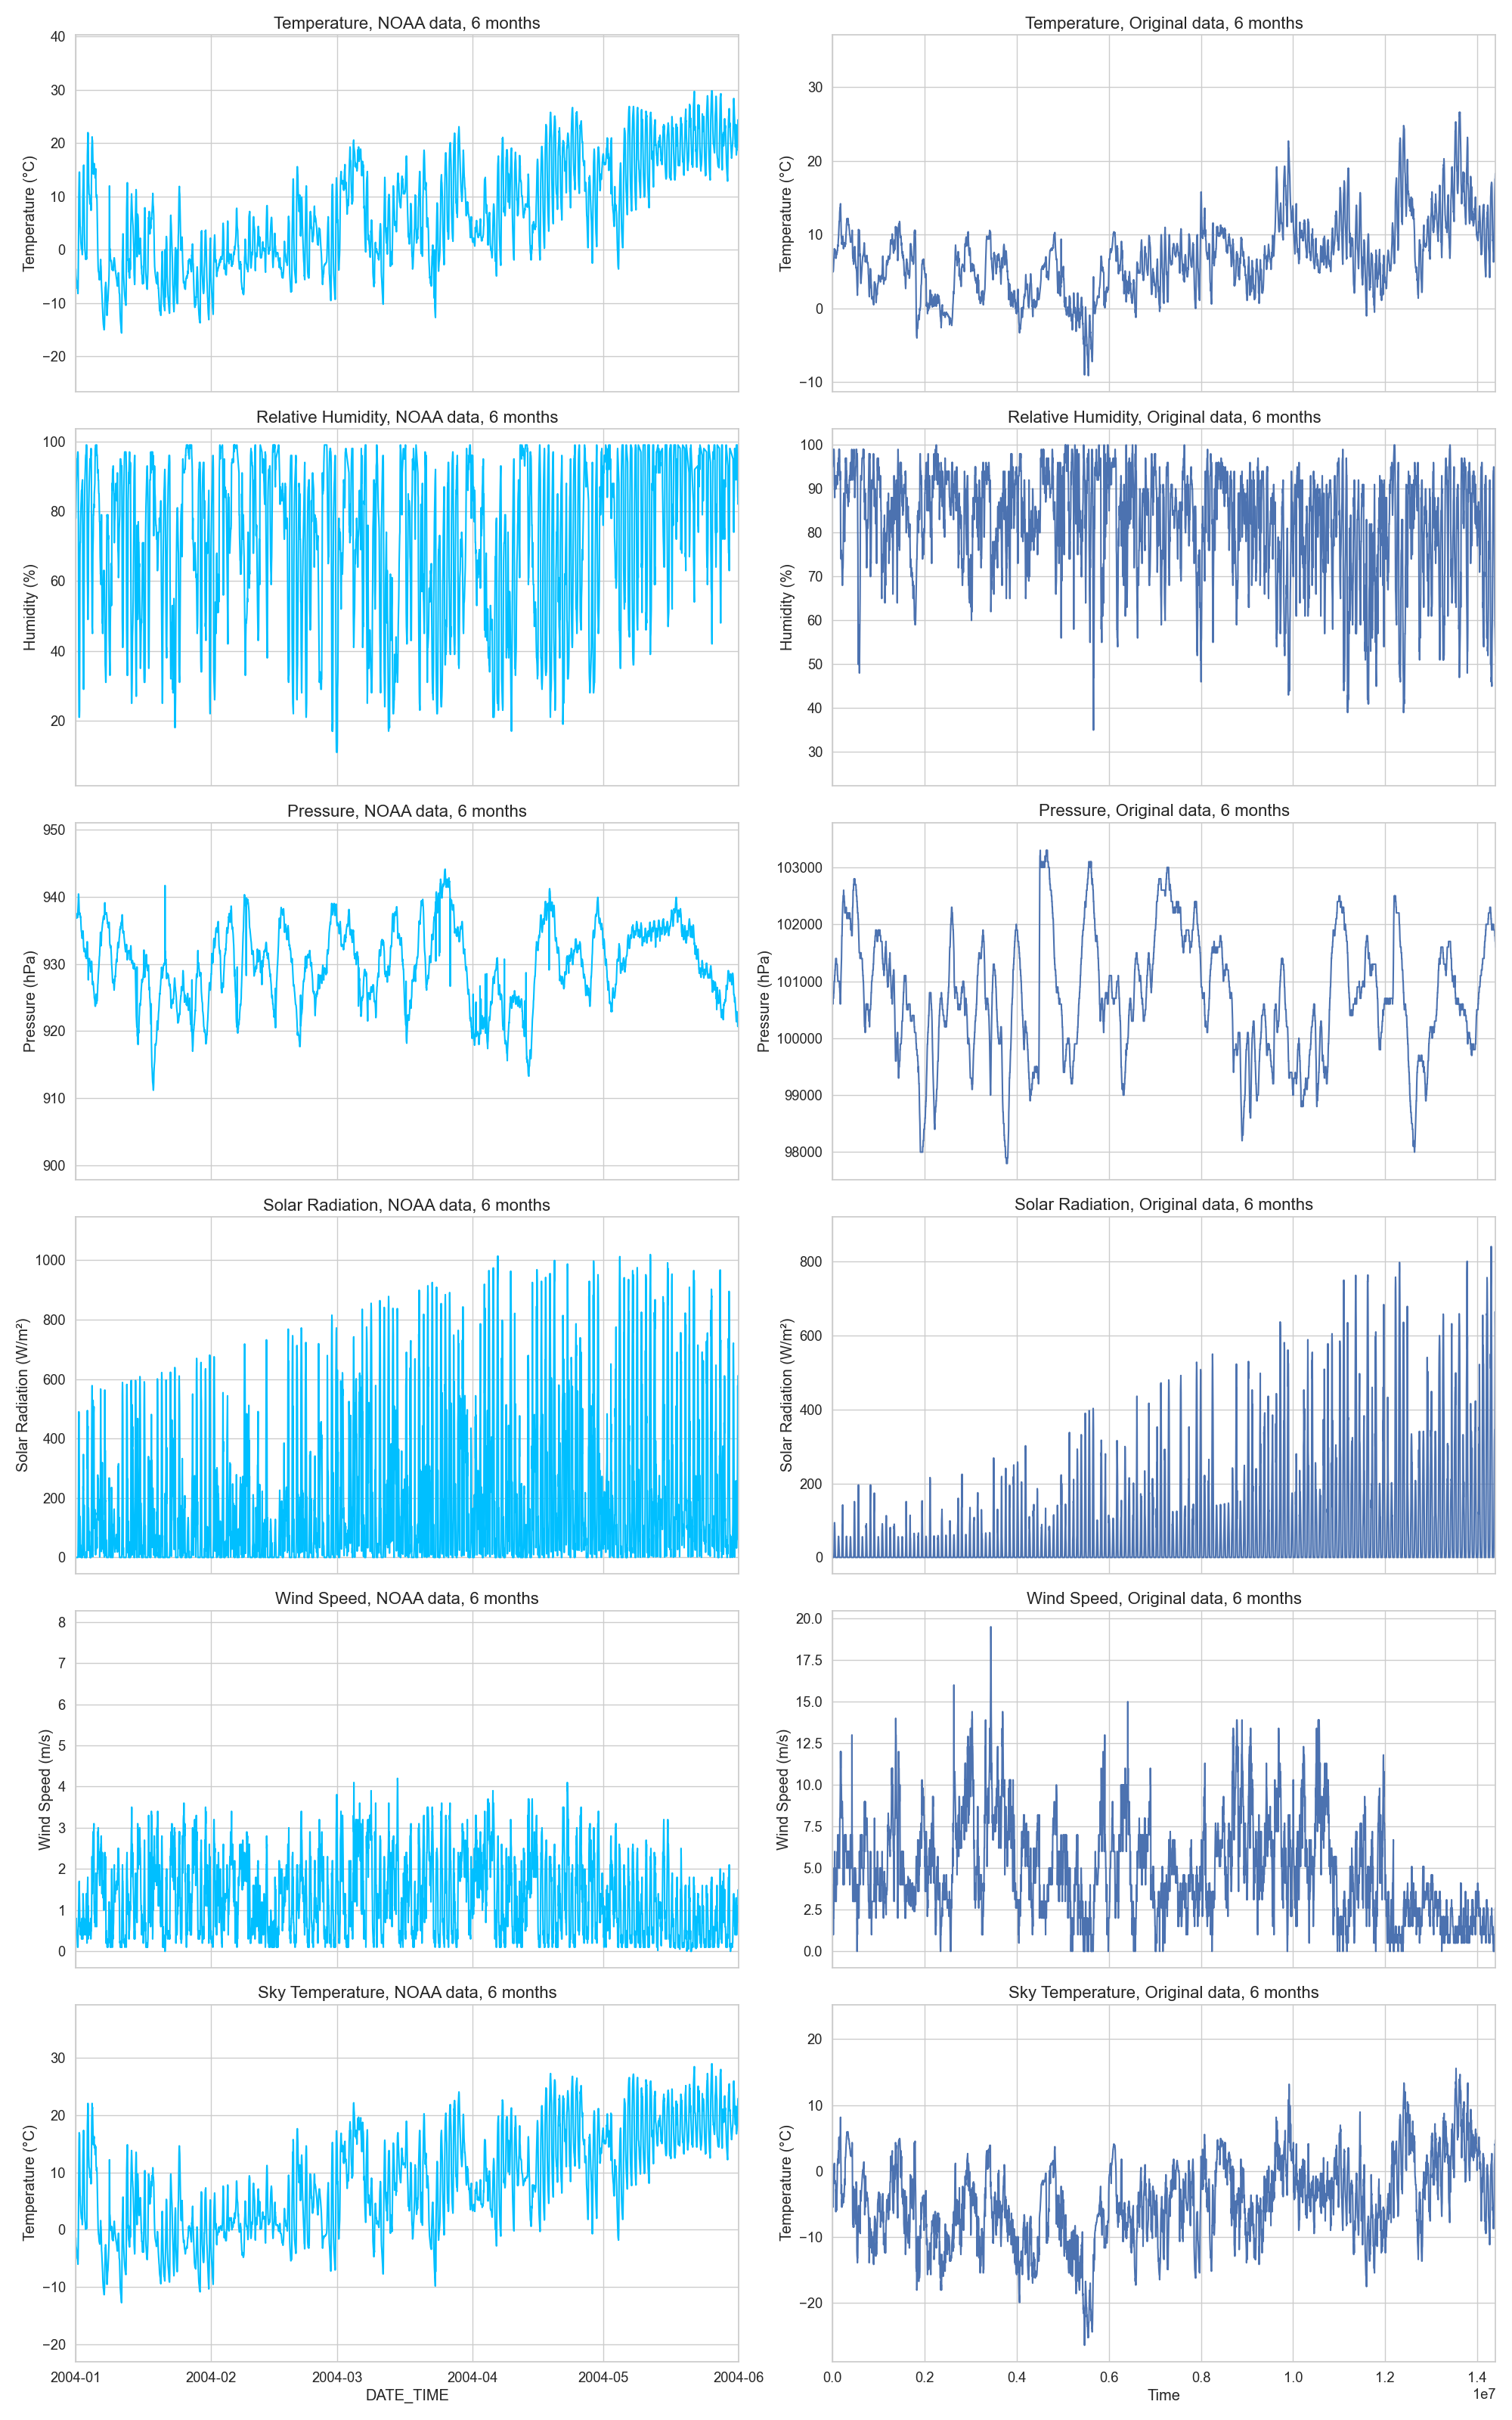 Temperature, NOAA data, 6 months
Temperature (°C)
40
30
20
10
0
−10
−20
Temperature, Original data, 6 months
Temperature (°C)
30
20
10
0
−10
Relative Humidity, NOAA data, 6 months
Humidity (%)
100
80
60
40
20
Relative Humidity, Original data, 6 months
Humidity (%)
100
90
80
70
60
50
40
30
Pressure, NOAA data, 6 months
Pressure (hPa)
950
940
930
920
910
900
Pressure, Original data, 6 months
Pressure (hPa)
103000
102000
101000
100000
99000
98000
Solar Radiation, NOAA data, 6 months
Solar Radiation (W/m²)
1000
800
600
400
200
0
Solar Radiation, Original data, 6 months
Solar Radiation (W/m²)
800
600
400
200
0
Wind Speed, NOAA data, 6 months
Wind Speed (m/s)
8
7
6
5
4
3
2
1
0
Wind Speed, Original data, 6 months
Wind Speed (m/s)
20.0
17.5
15.0
12.5
10.0
7.5
5.0
2.5
0.0
Sky Temperature, NOAA data, 6 months
Temperature (°C)
30
20
10
0
−10
−20
2004-01 2004-02 2004-03 2004-04 2004-05 2004-06
DATE_TIME
Sky Temperature, Original data, 6 months
Temperature (°C)
20
10
0
−10
−20
0.0 0.2 0.4 0.6 0.8 1.0 1.2 1.4
1e7
Time